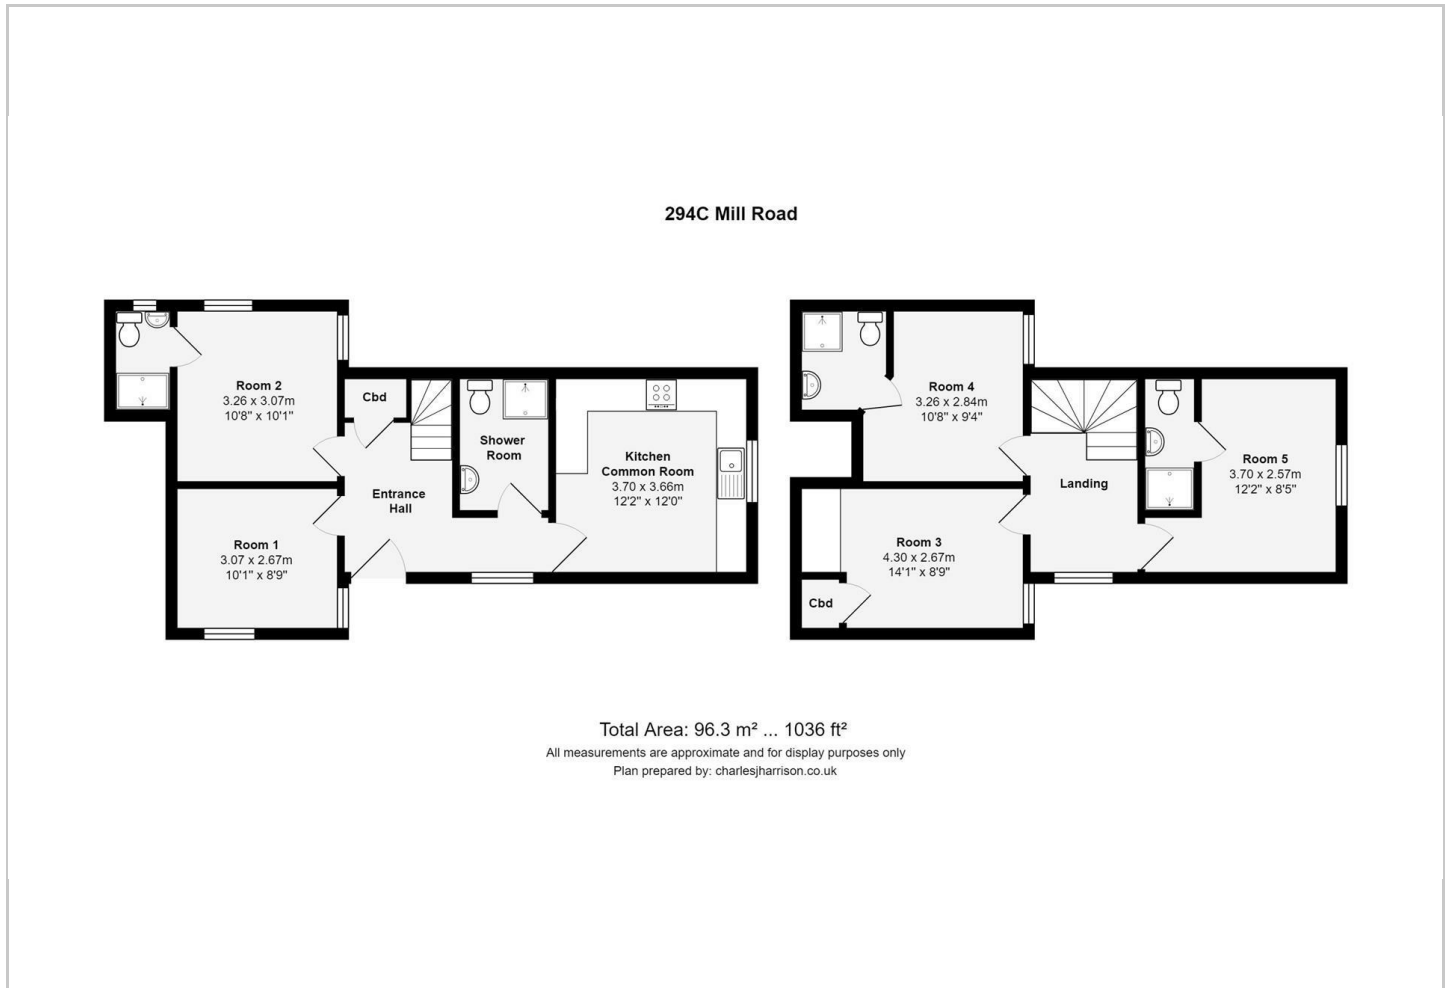 294C Mill Road
Room 2
3.26 x 3.07m
10'8" x 10'1"
Cbd
Shower
Room
Kitchen
Common Room
3.70 x 3.66m
12'2" x 12'0"
Entrance
Hall
Room 1
3.07 x 2.67m
10'1" x 8'9"
Room 4
3.26 x 2.84m
10'8" x 9'4"
Landing
Room 5
3.70 x 2.57m
12'2" x 8'5"
Room 3
4.30 x 2.67m
14'1" x 8'9"
Cbd
Total Area: 96.3 m² ... 1036 ft²
All measurements are approximate and for display purposes only
Plan prepared by: charlesjharrison.co.uk